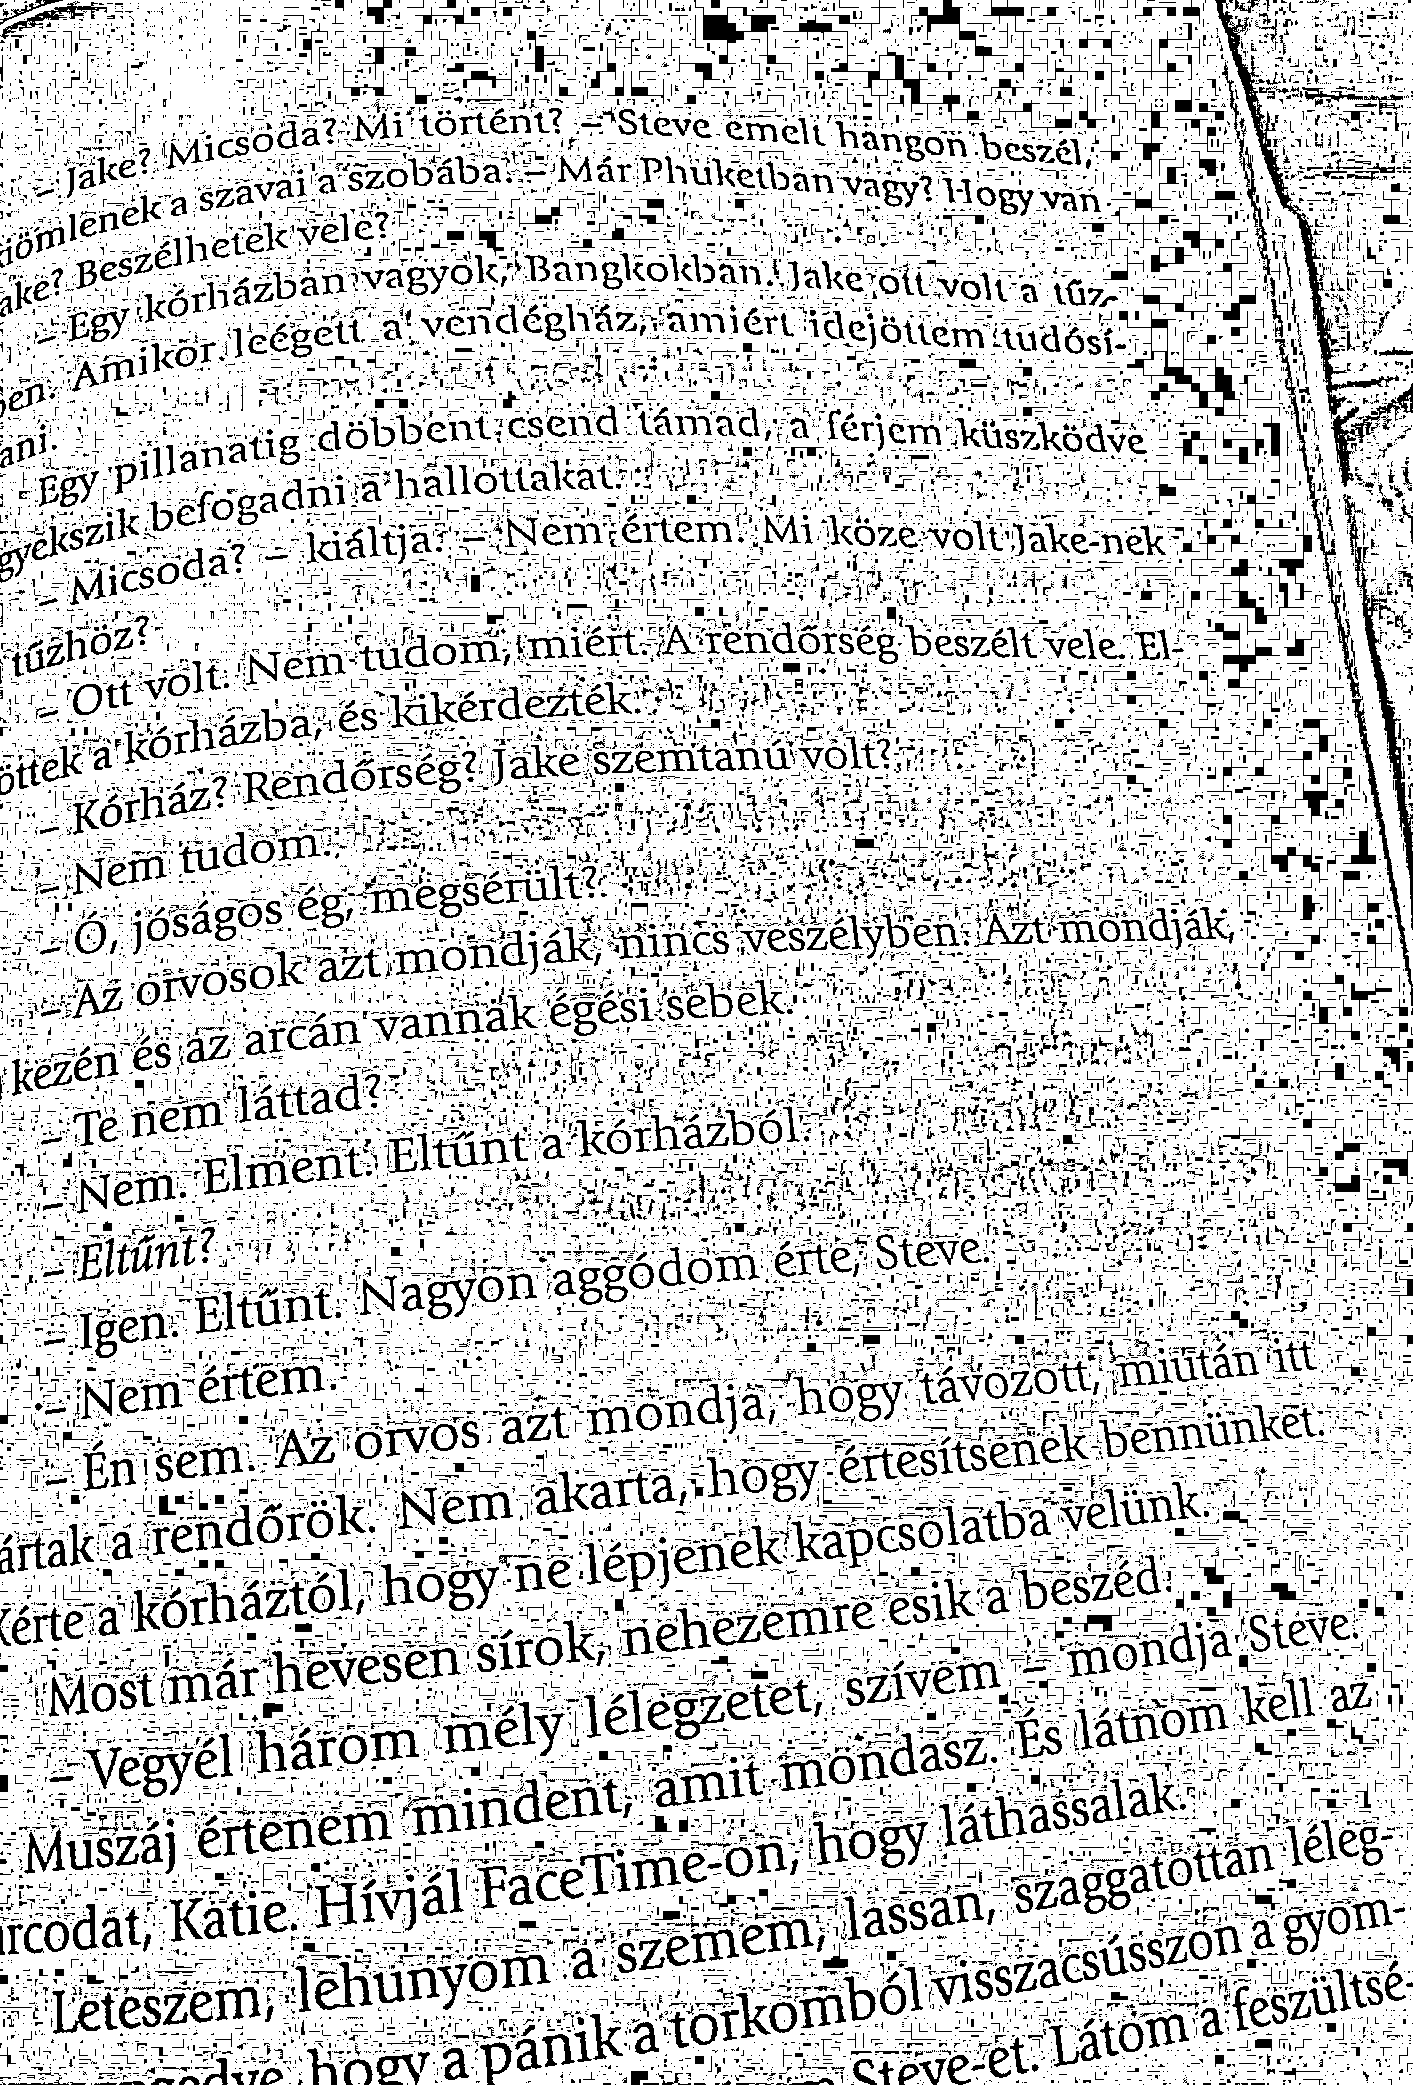 – Jake? Micsoda? Mi történt? – Steve emelt hangon beszél,
ömlenek a szavai a szobába. – Már Phuketban vagy? Hogy van
ake? Beszélhetek vele?
– Egy kórházban vagyok, Bangkokban. Jake ott volt a tűz-
ben. Amikor leégett a vendégház, amiért idejöttem tudósí-
ani.
Egy pillanatig döbbent csend támad, a férjem küszködve
gyekszik befogadni a hallottakat.
– Micsoda? – kiáltja. – Nem értem. Mi köze volt Jake-nek
tűzhöz?
– Ott volt. Nem tudom, miért. A rendőrség beszélt vele. El-
öttek a kórházba, és kikérdezték.
– Kórház? Rendőrség? Jake szemtanú volt?
– Nem tudom.
– Ó, jóságos ég, megsérült?
– Az orvosok azt mondják, nincs veszélyben. Azt mondják,
kezén és az arcán vannak égési sebek.
– Te nem láttad?
– Nem. Elment. Eltűnt a kórházból.
– Eltűnt?
– Igen. Eltűnt. Nagyon aggódom érte, Steve.
– Nem értem.
– Én sem. Az orvos azt mondja, hogy távozott, miután itt
ártak a rendőrök. Nem akarta, hogy értesítsenek bennünket.
Kérte a kórháztól, hogy ne lépjenek kapcsolatba velünk.
Most már hevesen sírok, nehezemre esik a beszéd.
– Vegyél három mély lélegzetet, szívem – mondja Steve.
– Muszáj értenem mindent, amit mondasz. És látnom kell az
arcodat, Katie. Hívjál FaceTime-on, hogy láthassalak.
Leteszem, lehunyom a szemem, lassan, szaggatottan léleg-
hogy a pánik a torkomból visszacsússzon a gyom-
Steve-et. Látom a feszültsé-